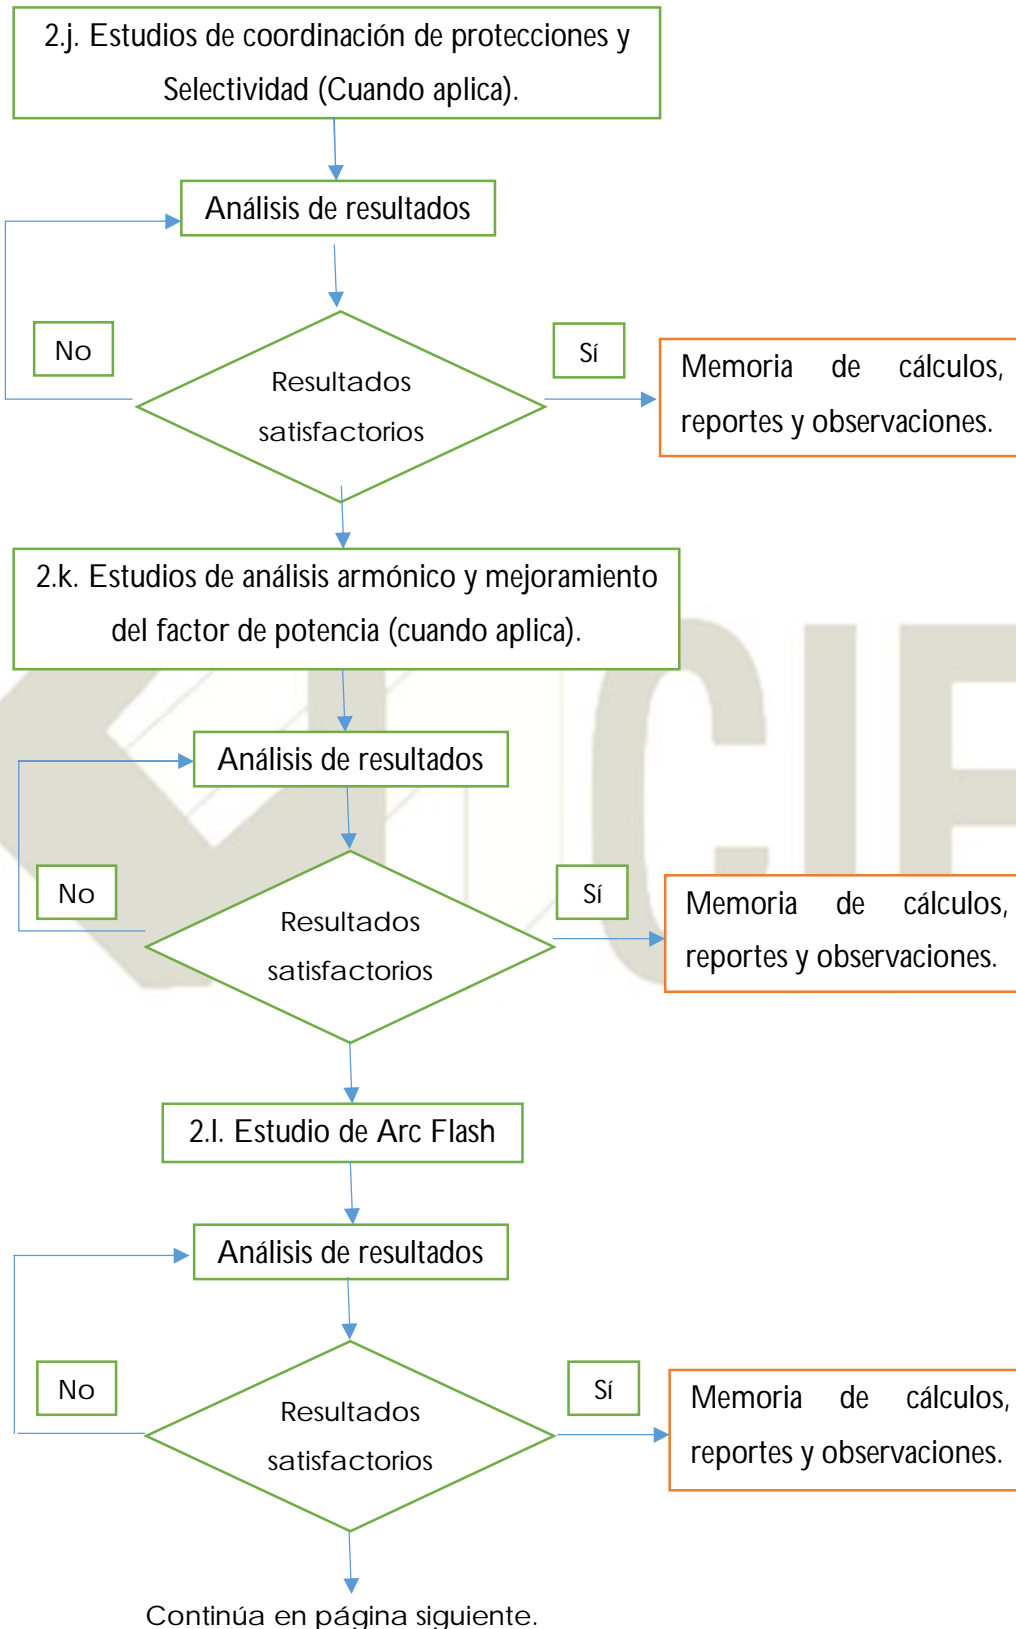 2.j. Estudios de coordinación de protecciones y
Selectividad (Cuando aplica).
Análisis de resultados
No
Sí
Resultados
satisfactorios
Memoria de cálculos,
reportes y observaciones.
2.k. Estudios de análisis armónico y mejoramiento
del factor de potencia (cuando aplica).
Análisis de resultados
No
Sí
Resultados
satisfactorios
Memoria de cálculos,
reportes y observaciones.
2.l. Estudio de Arc Flash
Análisis de resultados
No
Sí
Resultados
satisfactorios
Memoria de cálculos,
reportes y observaciones.
Continúa en página siguiente.